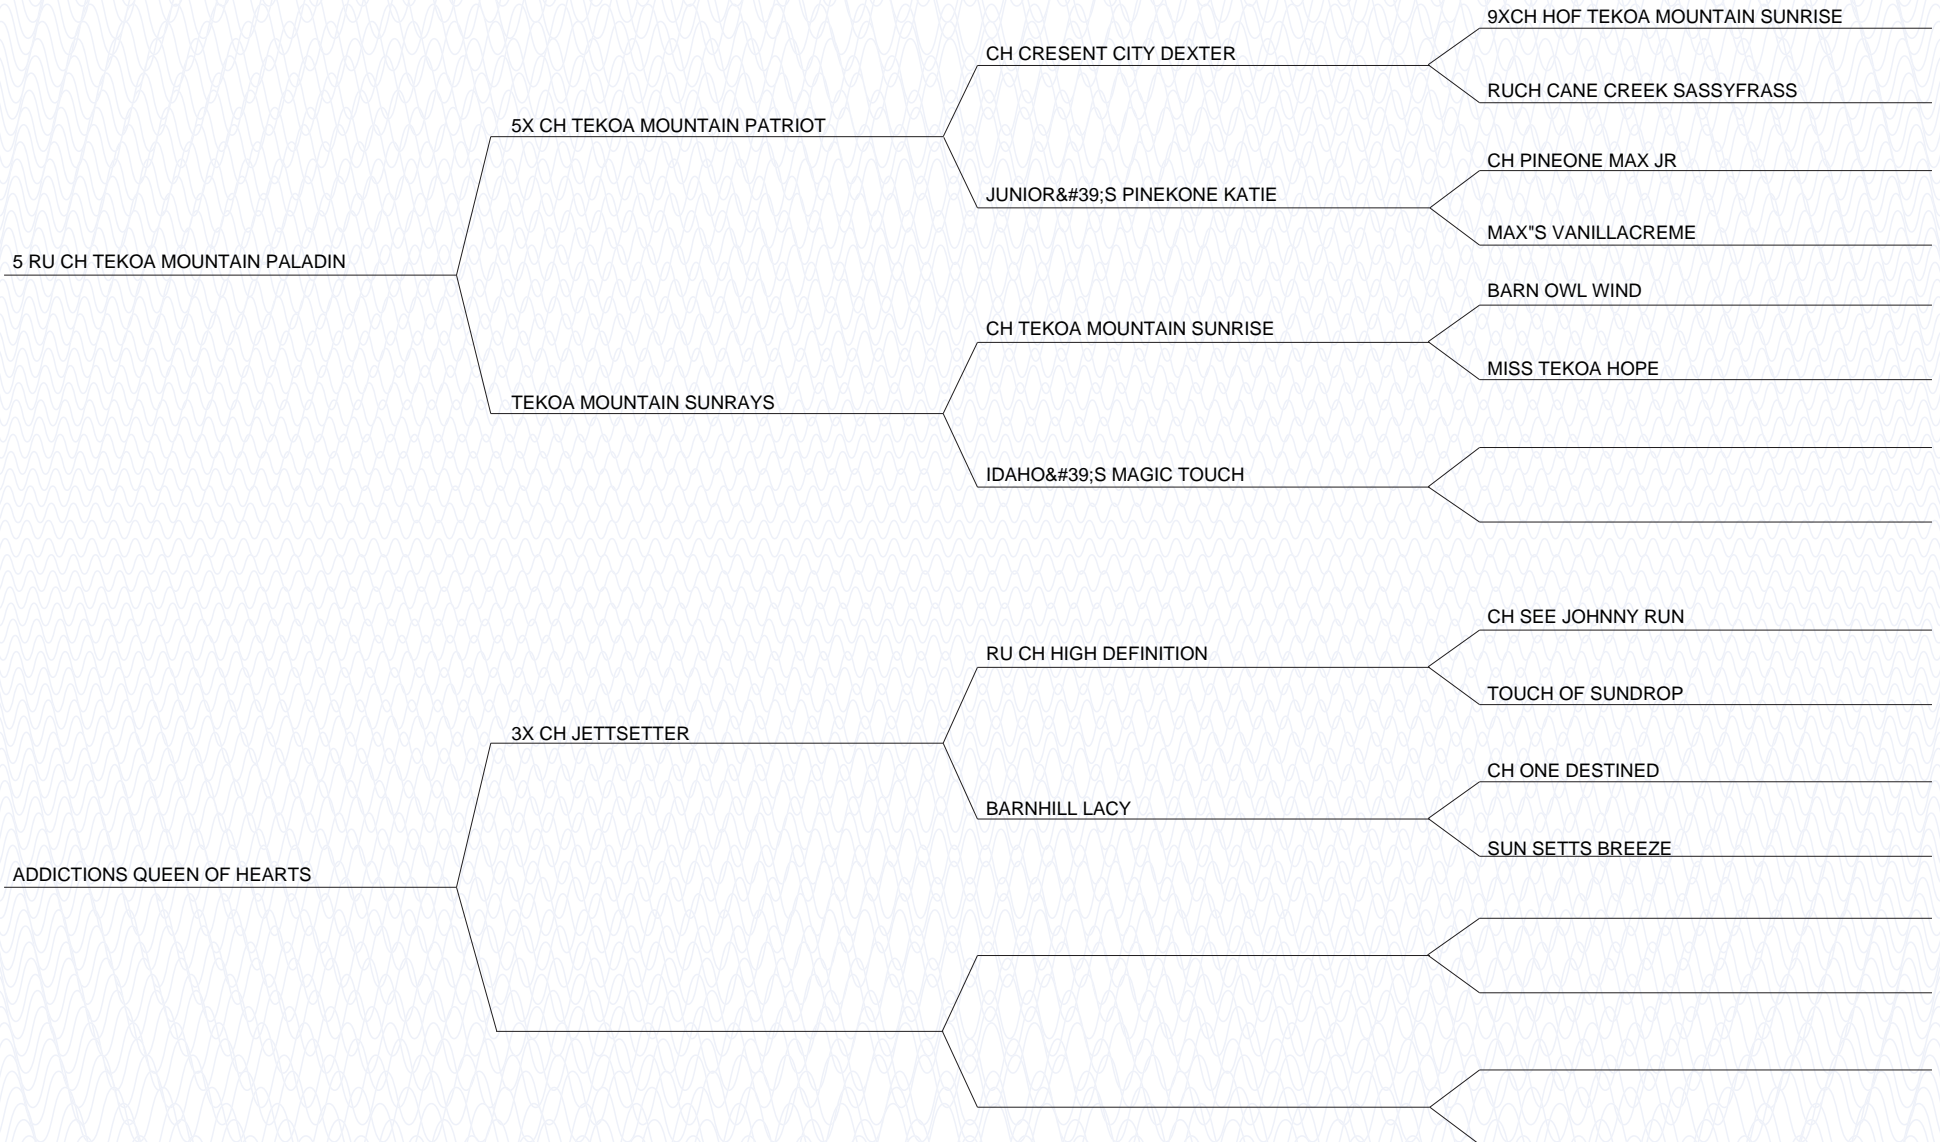 9XCH HOF TEKOA MOUNTAIN SUNRISE
CH CRESENT CITY DEXTER
RUCH CANE CREEK SASSYFRASS
5X CH TEKOA MOUNTAIN PATRIOT
CH PINEONE MAX JR
JUNIOR&#39;S PINEKONE KATIE
MAX"S VANILLACREME
5 RU CH TEKOA MOUNTAIN PALADIN
BARN OWL WIND
CH TEKOA MOUNTAIN SUNRISE
MISS TEKOA HOPE
TEKOA MOUNTAIN SUNRAYS
IDAHO&#39;S MAGIC TOUCH
CH SEE JOHNNY RUN
RU CH HIGH DEFINITION
TOUCH OF SUNDROP
3X CH JETTSETTER
CH ONE DESTINED
BARNHILL LACY
SUN SETTS BREEZE
ADDICTIONS QUEEN OF HEARTS